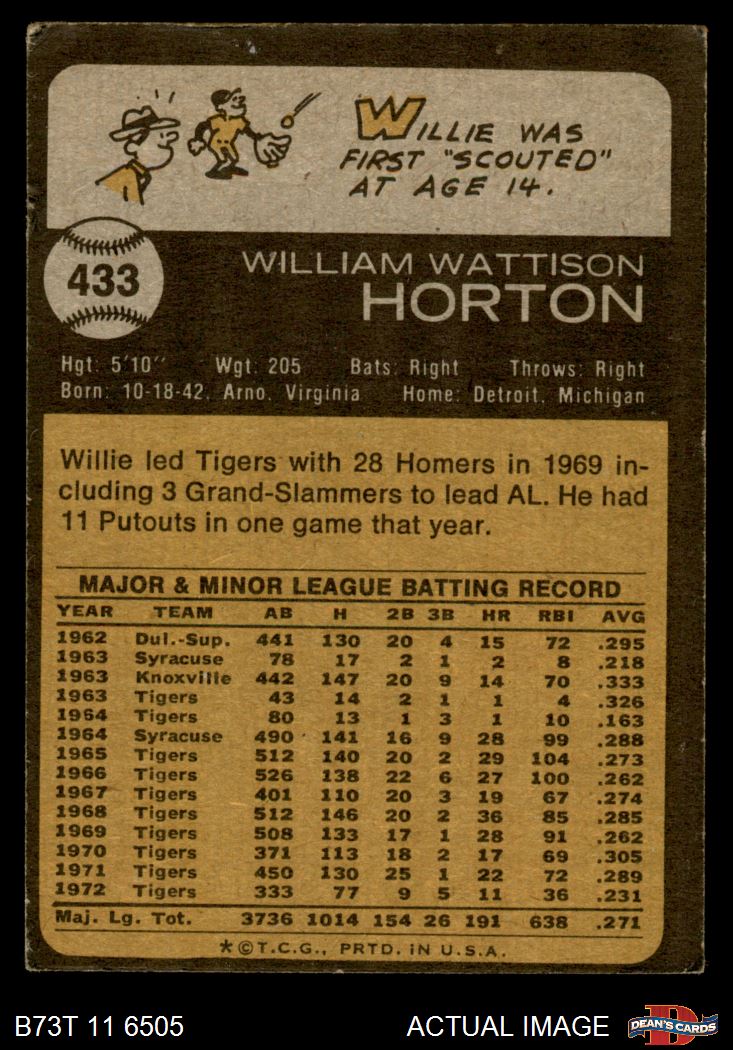 WILLIE WAS
FIRST "SCOUTED"
AT AGE 14.
433
WILLIAM WATTISON
HORTON
Hgt: 5'10" Wgt: 205 Bats: Right Throws: Right
Born: 10-18-42, Arno, Virginia Home: Detroit, Michigan
Willie led Tigers with 28 Homers in 1969 in-
cluding 3 Grand-Slammers to lead AL. He had
11 Putouts in one game that year.
MAJOR & MINOR LEAGUE BATTING RECORD
YEAR TEAM AB H 2B 3B HR RBI AVG
1962 Dul.-Sup. 441 130 20 4 15 72 .295
1963 Syracuse 78 17 2 1 2 8 .218
1963 Knoxville 442 147 20 9 14 70 .333
1963 Tigers 43 14 2 1 1 4 .326
1964 Tigers 80 13 1 3 1 10 .163
1964 Syracuse 490 141 16 9 28 99 .288
1965 Tigers 512 140 20 2 29 104 .273
1966 Tigers 526 138 22 6 27 100 .262
1967 Tigers 401 110 20 3 19 67 .274
1968 Tigers 512 146 20 2 36 85 .285
1969 Tigers 508 133 17 1 28 91 .262
1970 Tigers 371 113 18 2 17 69 .305
1971 Tigers 450 130 25 1 22 72 .289
1972 Tigers 333 77 9 5 11 36 .231
Maj. Lg. Tot. 3736 1014 154 26 191 638 .271
*©T.C.G., PRTD. IN U.S.A.
B73T 11 6505 ACTUAL IMAGE
D
DEAN'S CARDS